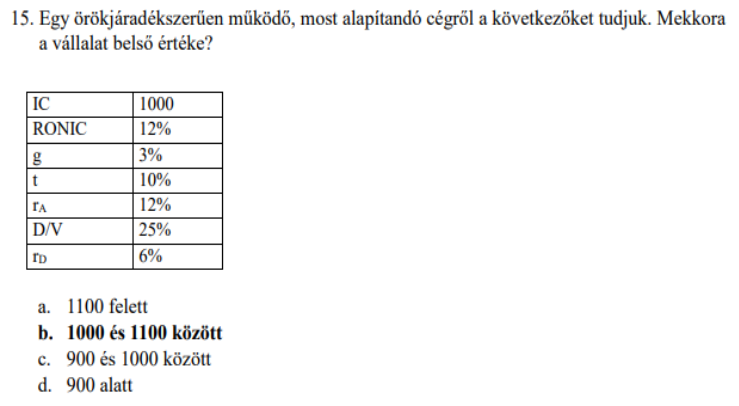 15. Egy örökjáradékszerűen működő, most alapítandó cégről a következőket tudjuk. Mekkora
a vállalat belső értéke?
IC 1000
RONIC 12%
g 3%
t 10%
rA 12%
D/V 25%
rD 6%
a. 1100 felett
b. 1000 és 1100 között
c. 900 és 1000 között
d. 900 alatt